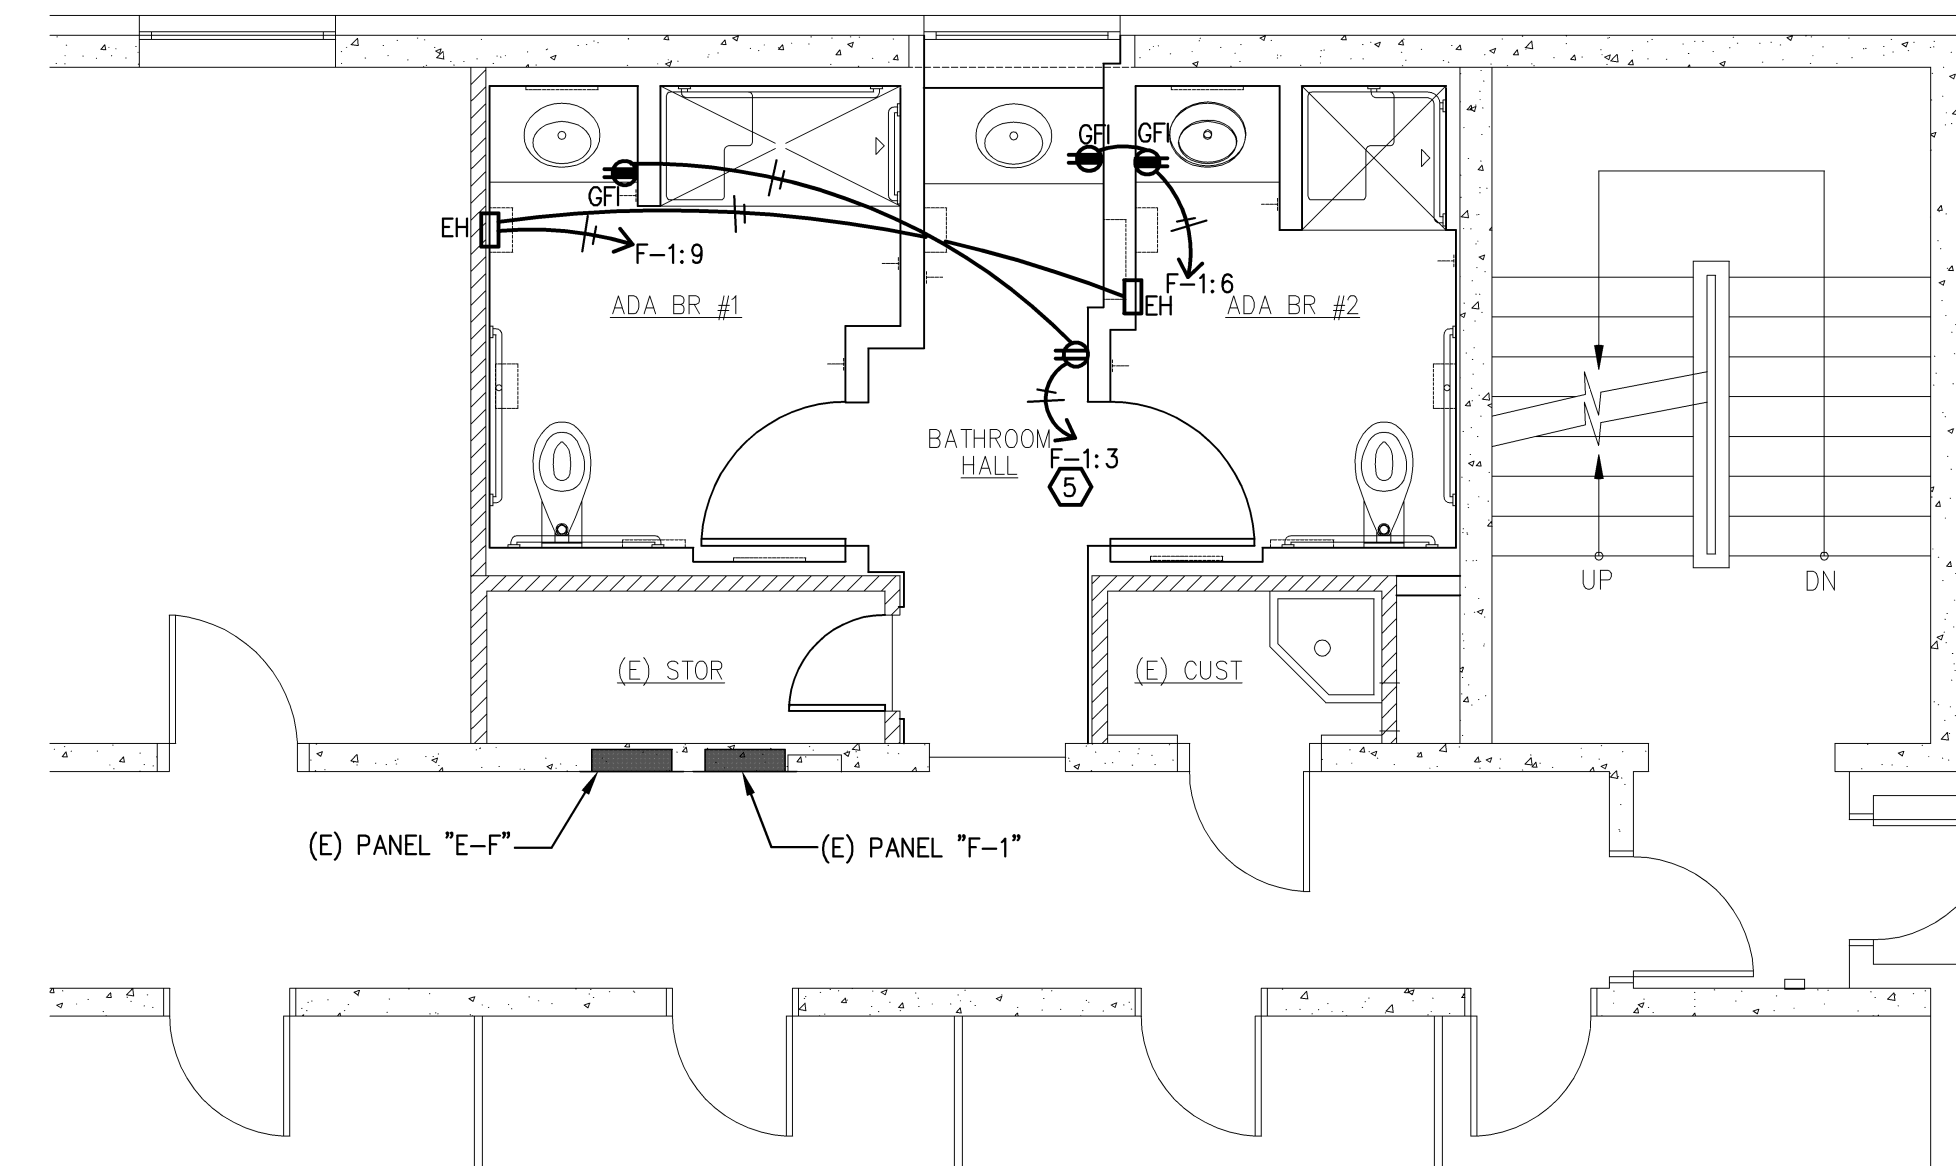 GFI
GFI
GFI
EH
F-1:9
F-1:6
EH
ADA BR #1
ADA BR #2
BATHROOM
HALL
F-1:3
5
UP
DN
(E) STOR
(E) CUST
(E) PANEL "E-F"
(E) PANEL "F-1"